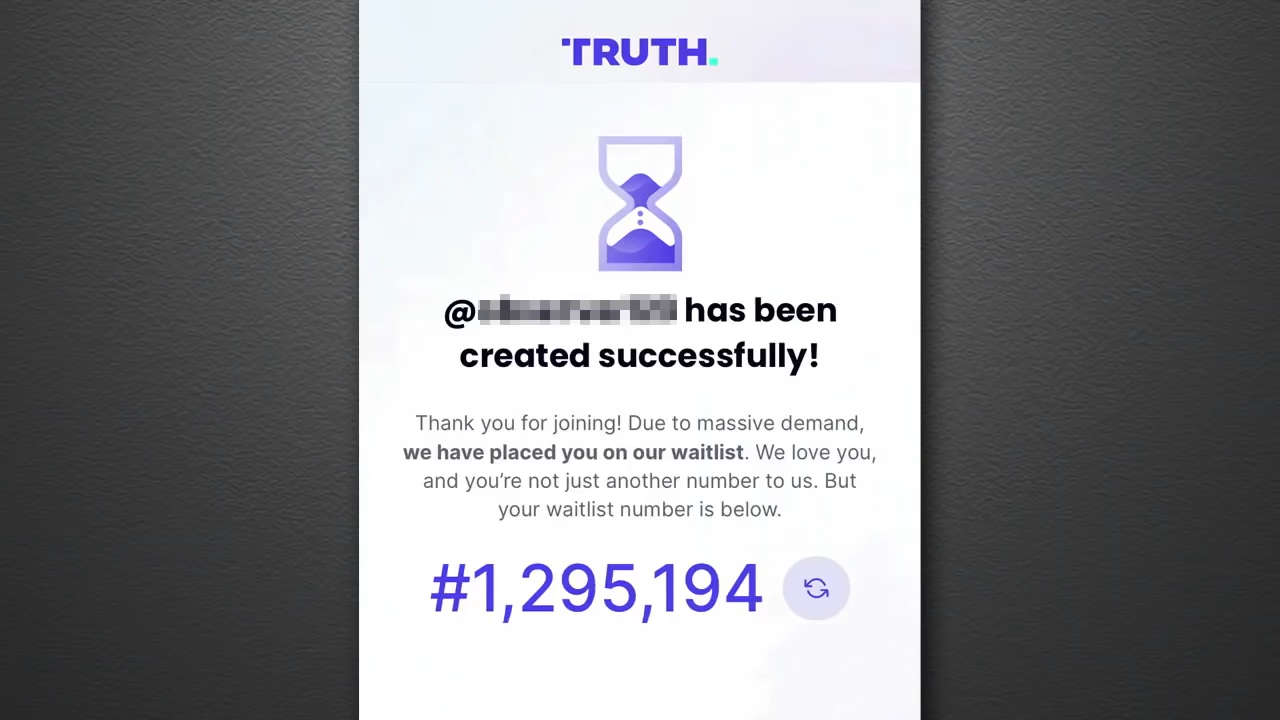 TRUTH.
@ has been
created successfully!
Thank you for joining! Due to massive demand,
we have placed you on our waitlist. We love you,
and you’re not just another number to us. But
your waitlist number is below.
#1,295,194